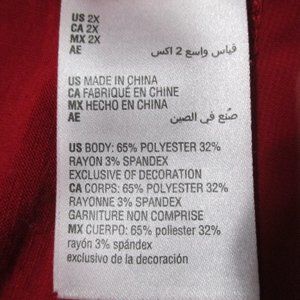 US 2X
CA 2X
MX 2X
AE قياس واسع 2 اكس
US MADE IN CHINA
CA FABRIQUÉ EN CHINE
MX HECHO EN CHINA
AE صُنع في الصين
US BODY: 65% POLYESTER 32%
RAYON 3% SPANDEX
EXCLUSIVE OF DECORATION
CA CORPS: 65% POLYESTER 32%
RAYONNE 3% SPANDEX
GARNITURE NON COMPRISE
MX CUERPO: 65% poliester 32%
rayón 3% spándex
exclusivo de la decoración